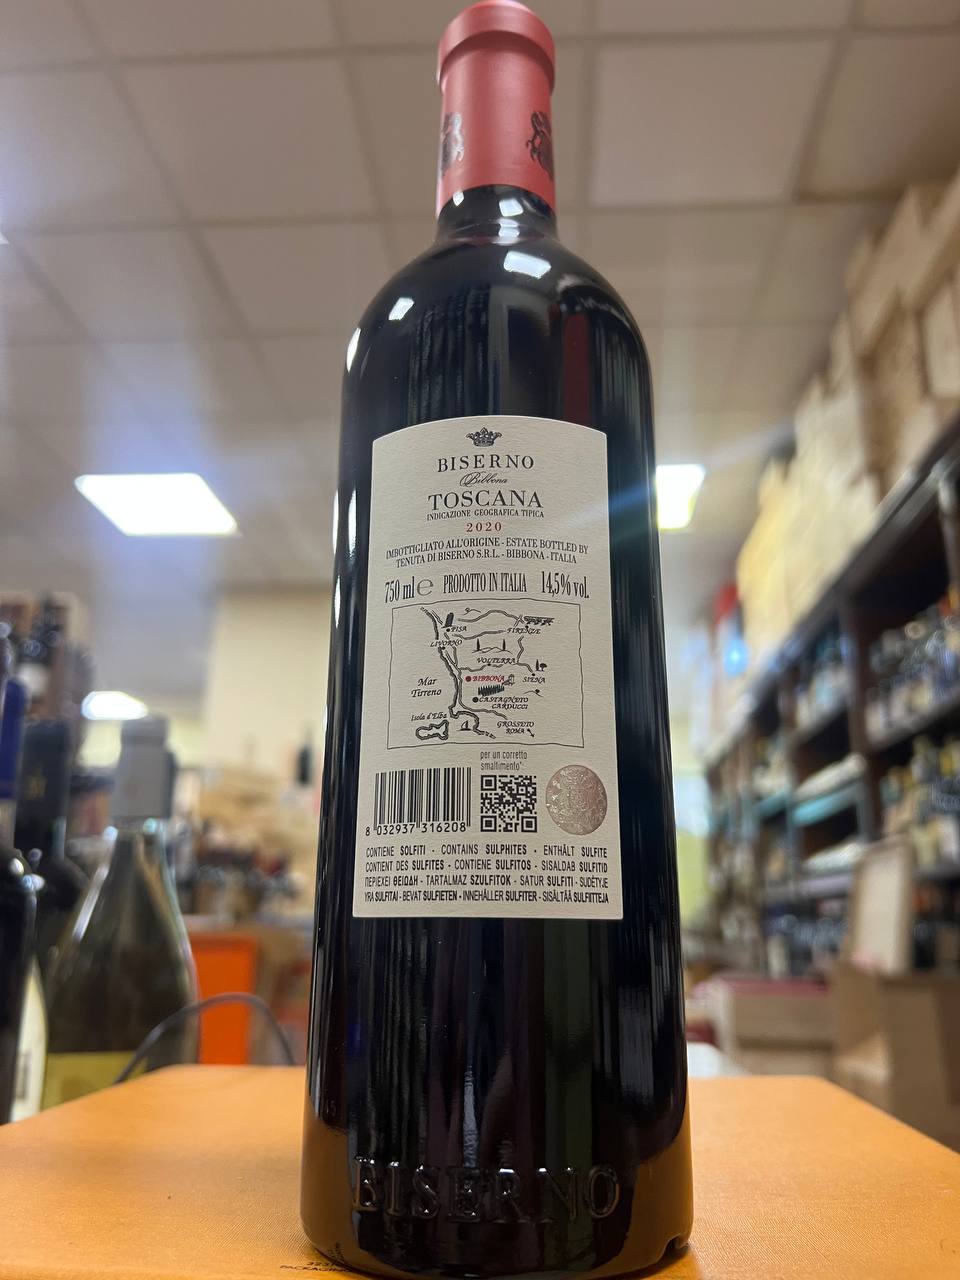 BISERNO
Bibbona
TOSCANA
INDICAZIONE GEOGRAFICA TIPICA
2020
IMBOTTIGLIATO ALL'ORIGINE - ESTATE BOTTLED BY
TENUTA DI BISERNO S.R.L. - BIBBONA - ITALIA
750 ml e PRODOTTO IN ITALIA 14,5% vol.
PISA
FIRENZE
LIVORNO
VOLTERRA
Mar
Tirreno
BIBBONA
SIENA
CASTAGNETO
CARDUCCI
Isola d'Elba
GROSSETO
ROMA
per un corretto
smaltimento*:
8 032937 316208
CONTIENE SOLFITI - CONTAINS SULPHITES - ENTHÄLT SULFITE
CONTIENT DES SULFITES - CONTIENE SULFITOS - SISALDAB SULFITID
ΠΕΡΙΕΧΕΙ ΘΕΙΩΔΗ - TARTALMAZ SZULFITOK - SATUR SULFITI - SUDĖTYJE
YRA SULFITAI - BEVAT SULFIETEN - INNEHÅLLER SULFITER - SISÄLTÄÄ SULFIITTEJA
BISERNO